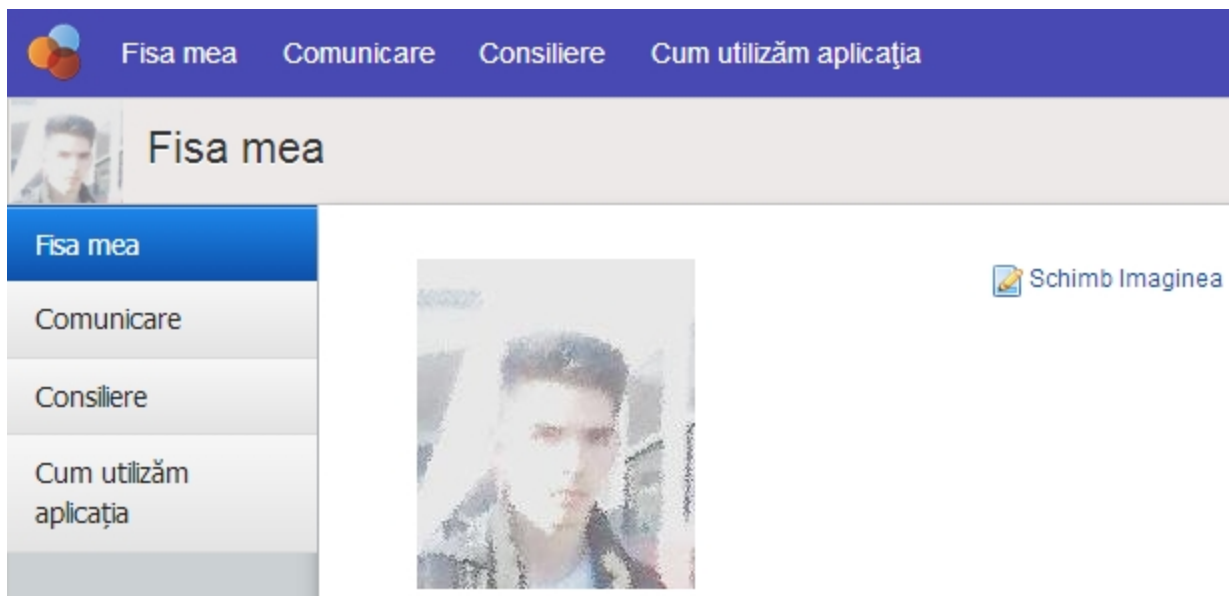 Fisa mea Comunicare Consiliere Cum utilizăm aplicaţia
Fisa mea
Fisa mea
Comunicare
Consiliere
Cum utilizăm
aplicația
Schimb Imaginea